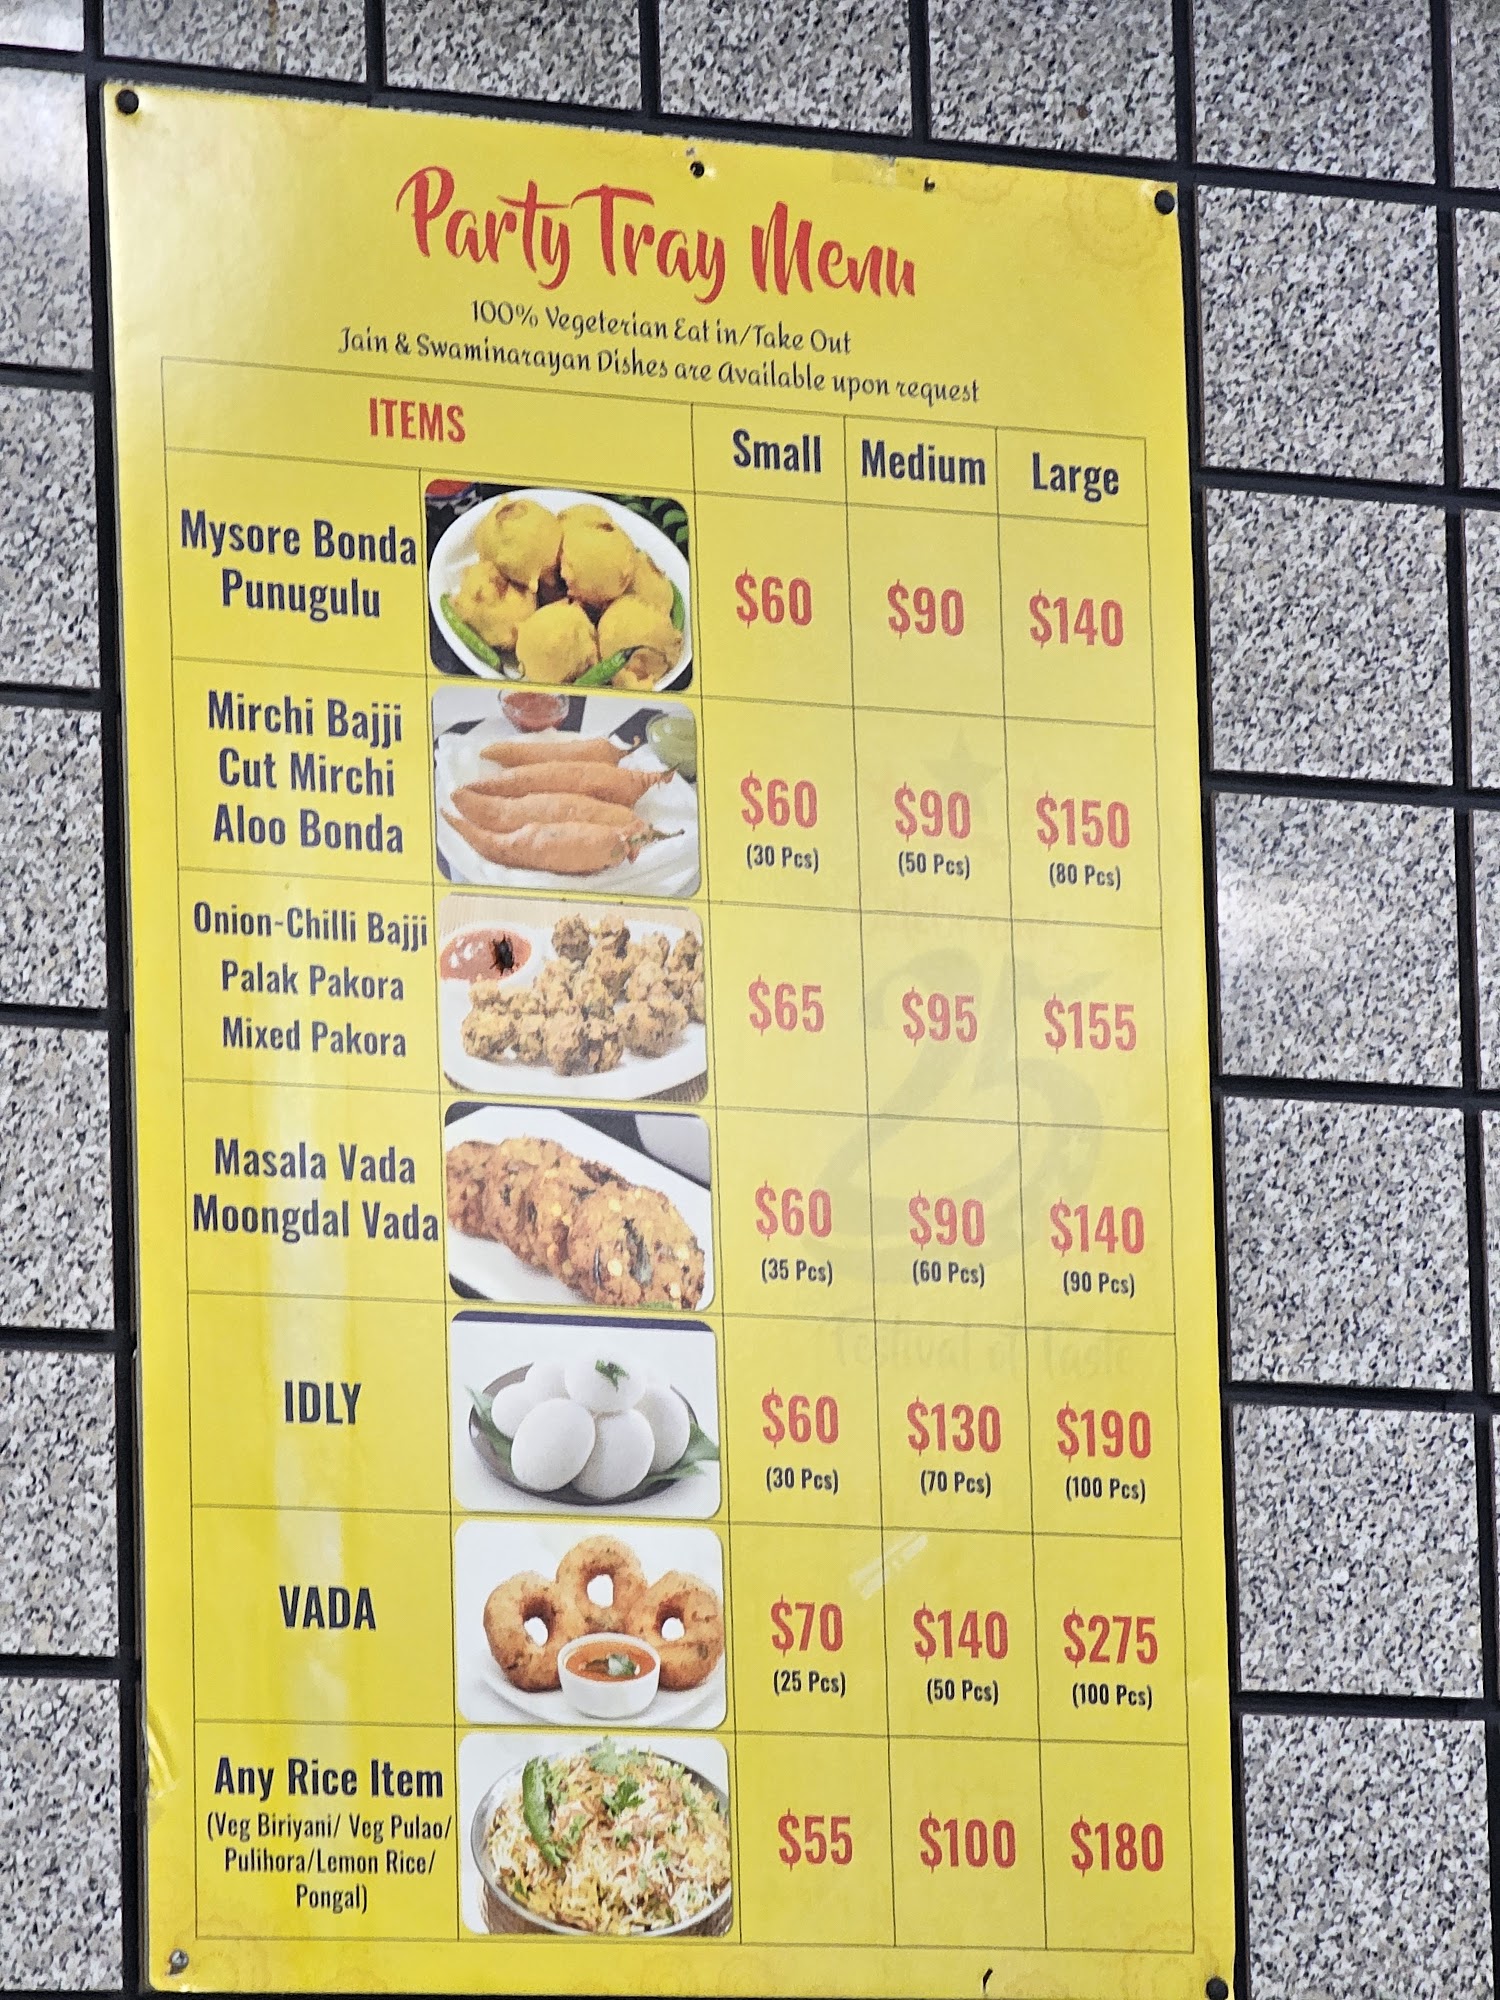 Party Tray Menu
100% Vegeterian Eat in/Take Out
Jain & Swaminarayan Dishes are Available upon request
ITEMS Small Medium Large
Mysore Bonda
Punugulu
$60 $90 $140
Mirchi Bajji
Cut Mirchi
Aloo Bonda
$60 $90 $150
(30 Pcs) (50 Pcs) (80 Pcs)
Onion-Chilli Bajji
Palak Pakora
Mixed Pakora
$65 $95 $155
Masala Vada
Moongdal Vada
$60 $90 $140
(35 Pcs) (60 Pcs) (90 Pcs)
25
Festival of Taste
IDLY
$60 $130 $190
(30 Pcs) (70 Pcs) (100 Pcs)
VADA
$70 $140 $275
(25 Pcs) (50 Pcs) (100 Pcs)
Any Rice Item
(Veg Biriyani/ Veg Pulao/
Pulihora/Lemon Rice/
Pongal)
$55 $100 $180